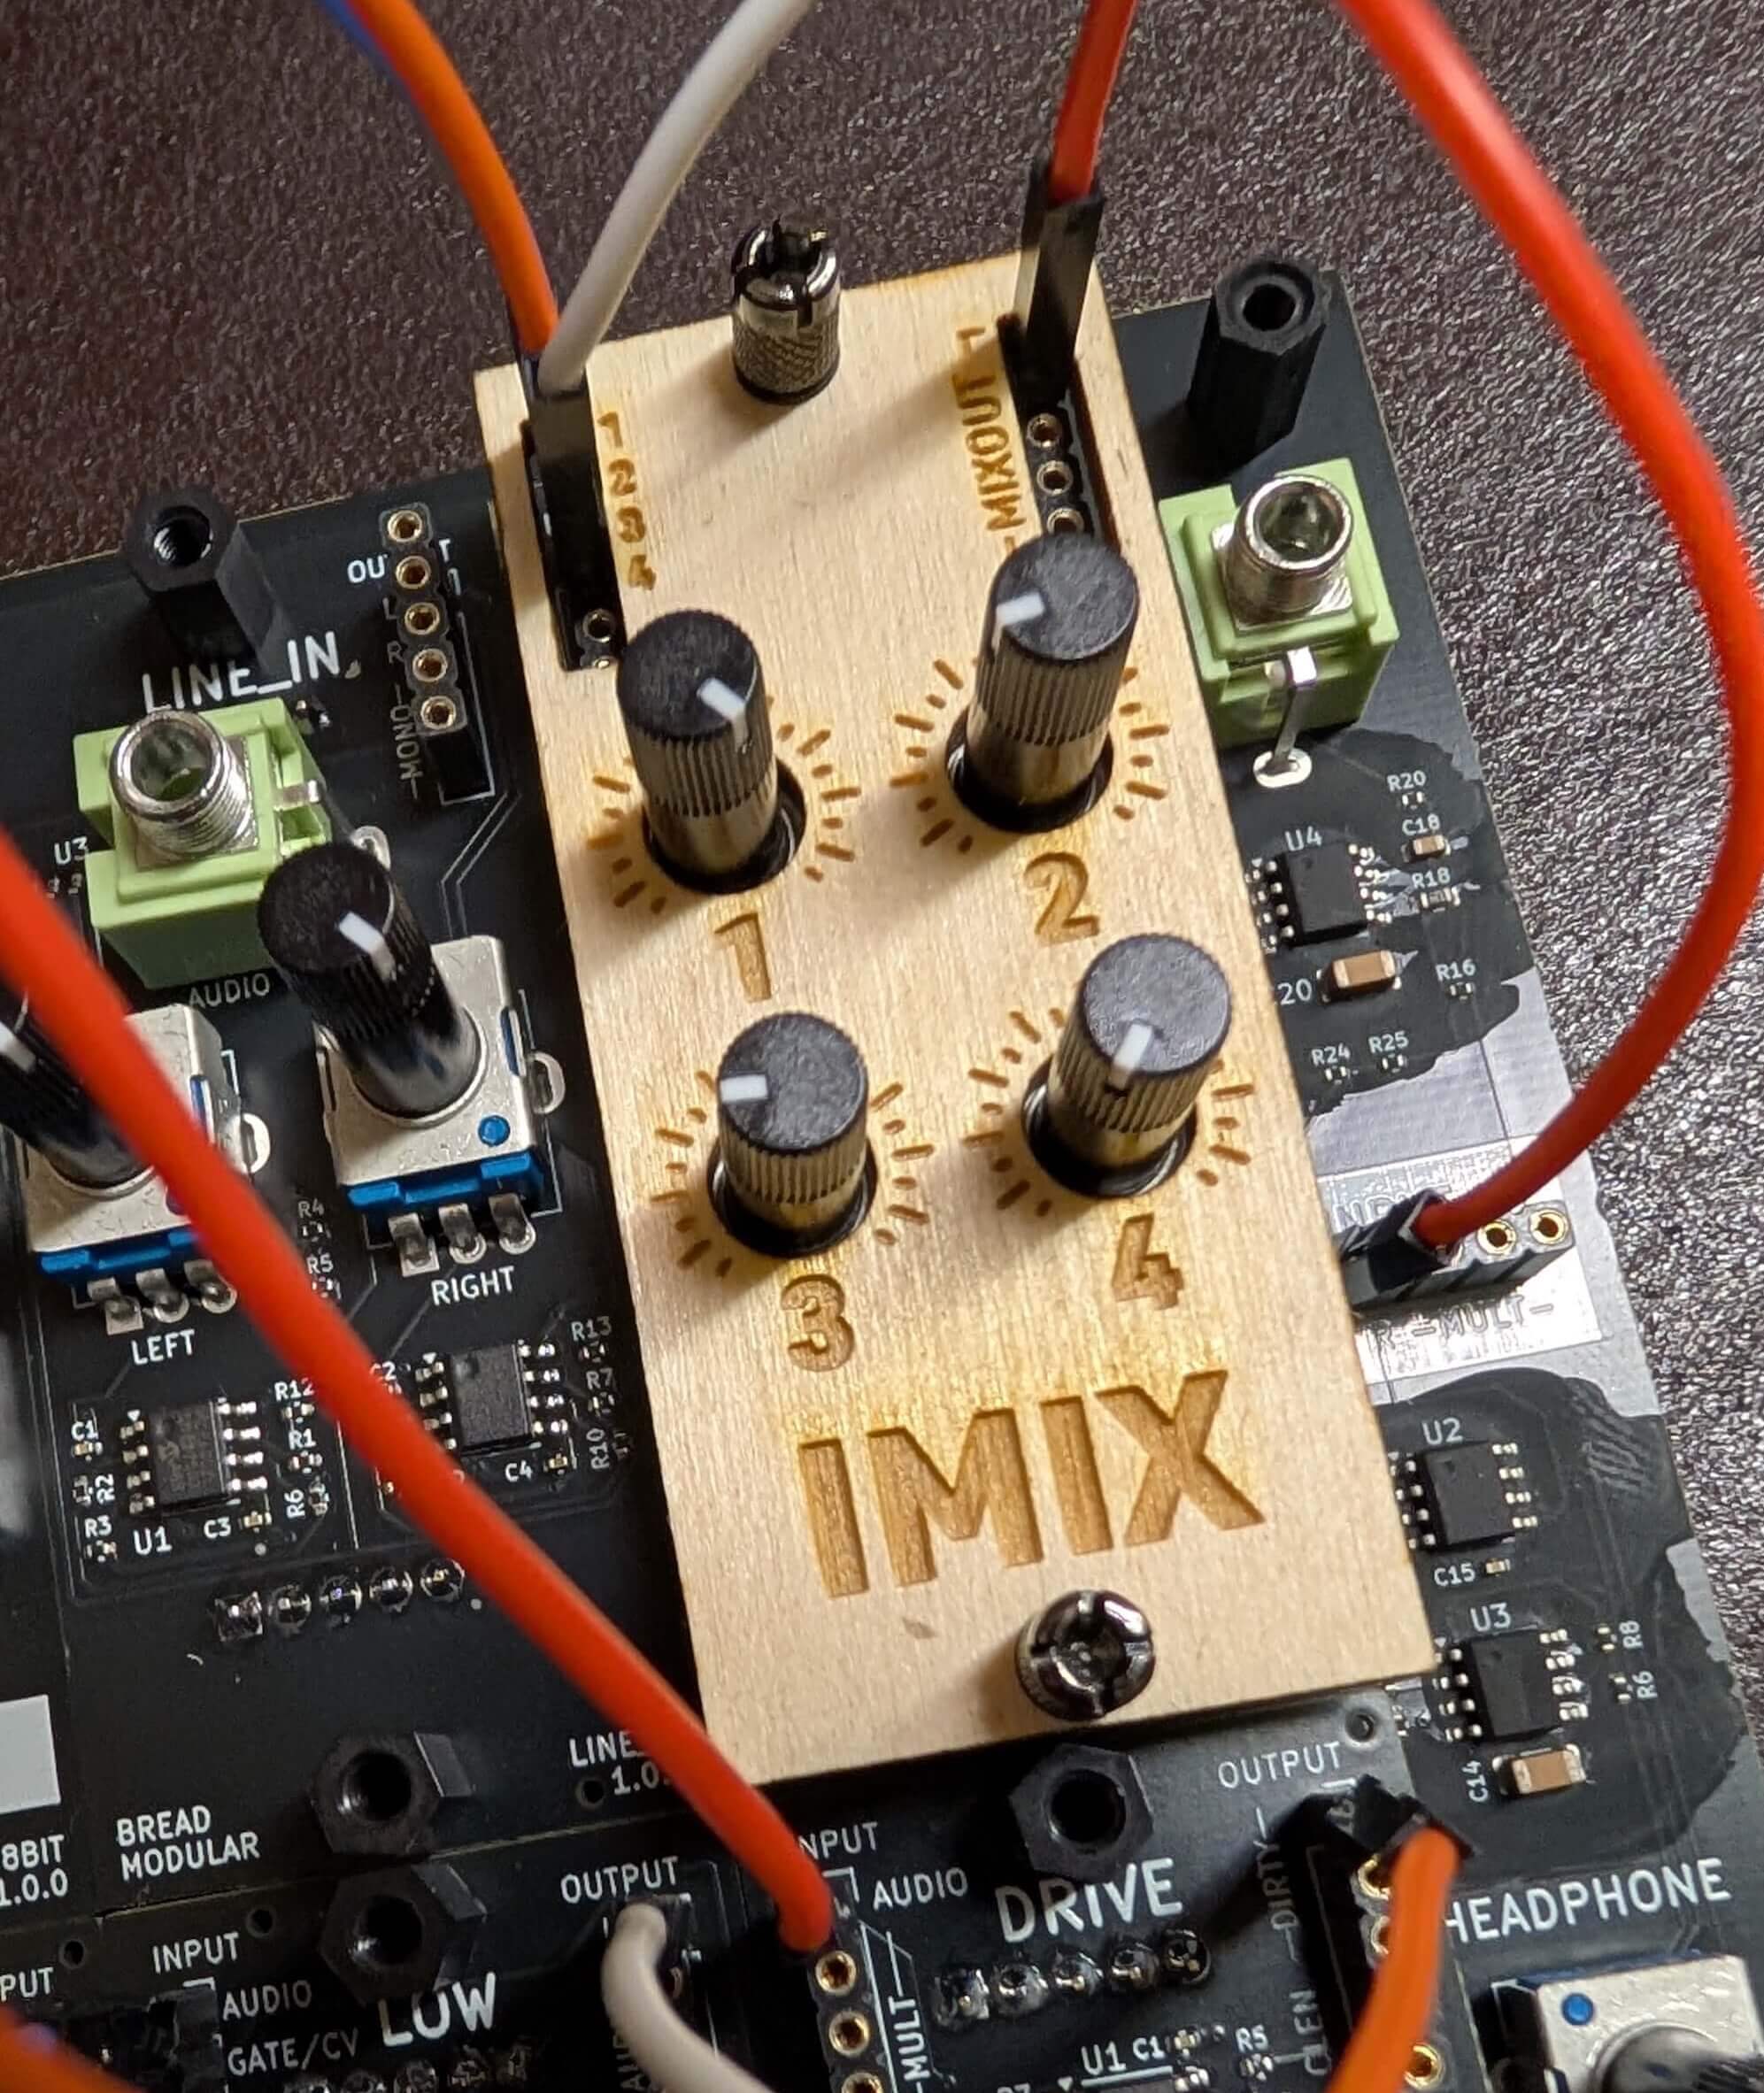 LINE_IN
R
-MONO-
AUDIO
U3
LEFT
RIGHT
R4
R5
R13
R7
R10
C4
C1
R2
R3
U1
C3
R12
R1
R6
1
2
3
4
-MIXOUT-
1
2
3
4
IMIX
R20
C18
U4
R18
R16
20
R24
R25
-MULT-
U2
C15
U3
R8
R6
C14
8BIT
1.0.0
BREAD
MODULAR
LINE
1.0.
OUTPUT
INPUT
AUDIO
GATE/CV
LOW
OUTPUT
NPUT
AUDIO
-MULT-
DRIVE
U1
C1
R5
OUTPUT
-DIRTY-
HEADPHONE
PUT